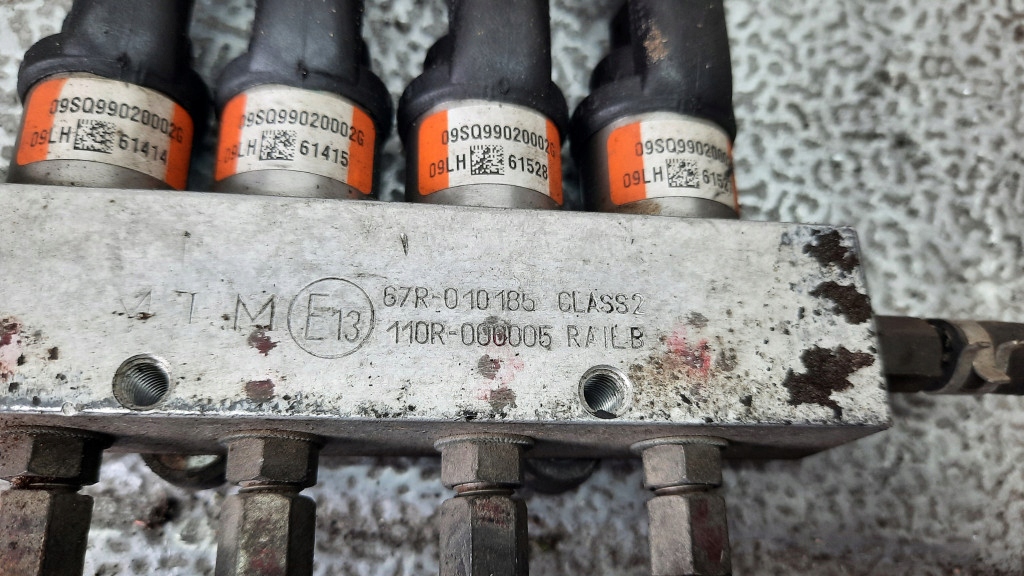 09SQ99020002G
09LH 61414
09SQ99020002G
09LH 61415
09SQ99020002G
09LH 61528
09LH
MTM E13 67R-010185 CLASS2
110R-000005 RAILB